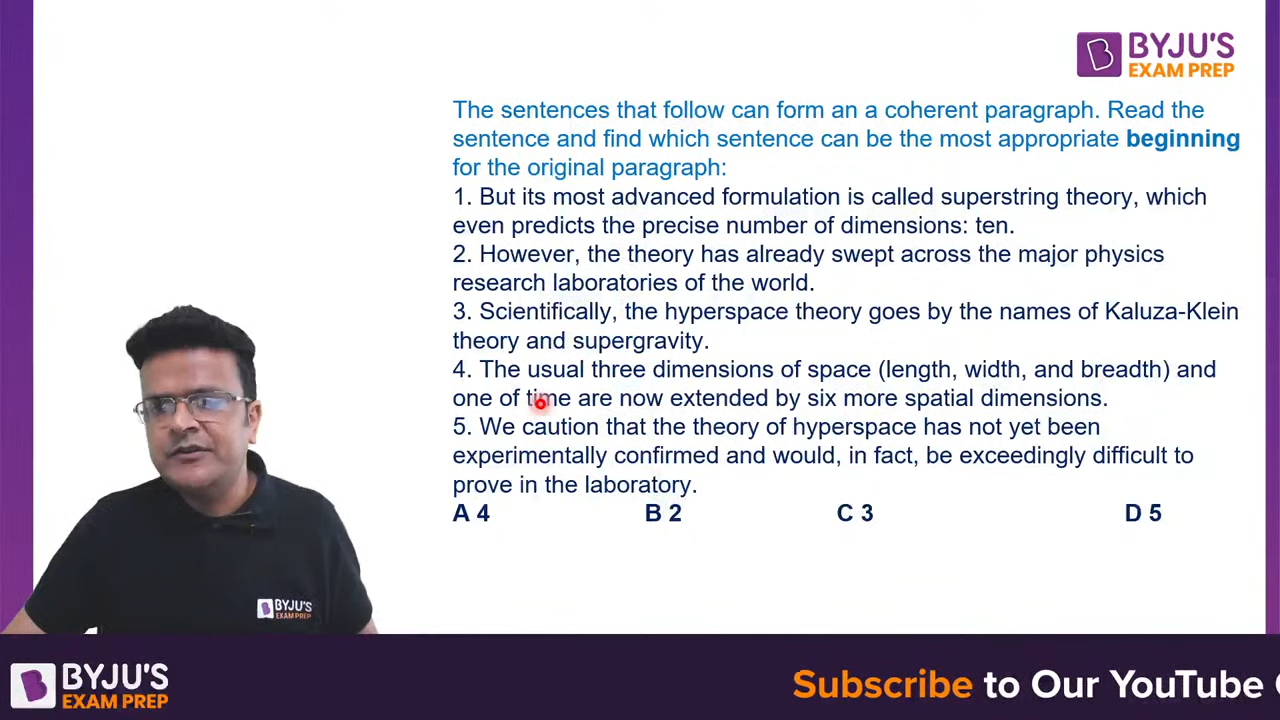 BYJU'S
EXAM PREP
The sentences that follow can form an a coherent paragraph. Read the
sentence and find which sentence can be the most appropriate beginning
for the original paragraph:
1. But its most advanced formulation is called superstring theory, which
even predicts the precise number of dimensions: ten.
2. However, the theory has already swept across the major physics
research laboratories of the world.
3. Scientifically, the hyperspace theory goes by the names of Kaluza-Klein
theory and supergravity.
4. The usual three dimensions of space (length, width, and breadth) and
one of time are now extended by six more spatial dimensions.
5. We caution that the theory of hyperspace has not yet been
experimentally confirmed and would, in fact, be exceedingly difficult to
prove in the laboratory.
A 4 B 2 C 3 D 5
BYJU'S
EXAM PREP
BYJU'S
EXAM PREP
Subscribe to Our YouTube